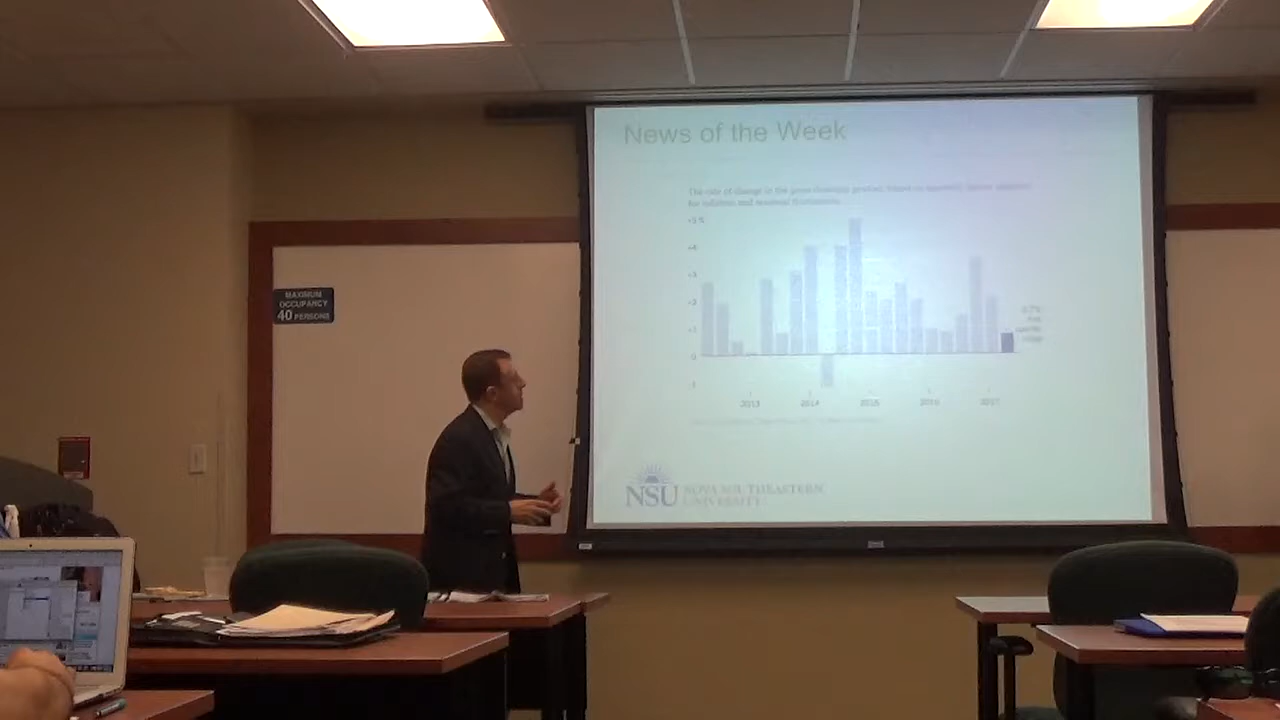 News of the Week
The rate of change in the gross domestic product, based on quarterly
for inflation and seasonal fluctuations.
+5 %
+4
+3
+2
+1
0
-1
2013
2014
2015
2016
2017
NSU NOVA SOUTHEASTERN
UNIVERSITY
MAXIMUM
OCCUPANCY
40 PERSONS